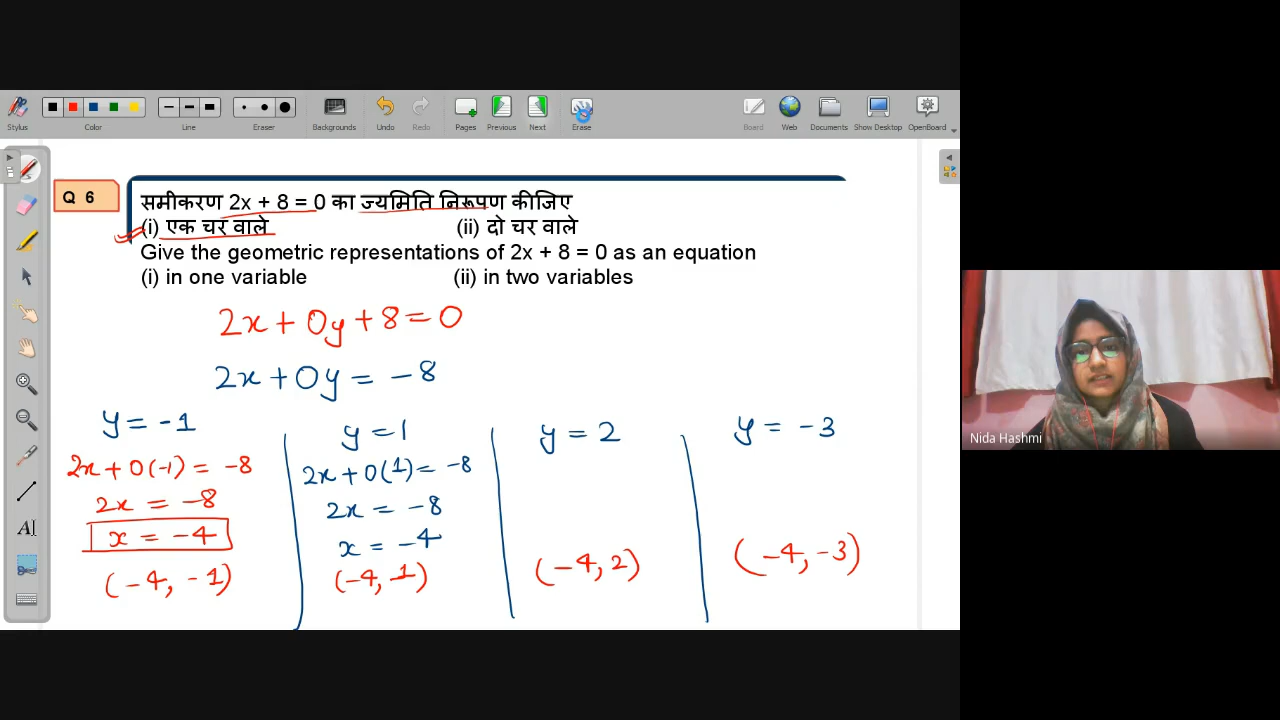 Stylus
Color
Line
Eraser
Backgrounds
Undo
Redo
Pages
Previous
Next
Erase
Board
Web
Documents
Show Desktop
OpenBoard
Q 6
समीकरण 2x + 8 = 0 का ज्यमिति निरूपण कीजिए
(i) एक चर वाले (ii) दो चर वाले
Give the geometric representations of 2x + 8 = 0 as an equation
(i) in one variable (ii) in two variables
2x + 0y + 8 = 0
2x + 0y = -8
y = -1
2x + 0(-1) = -8
2x = -8
x = -4
(-4, -1)
y = 1
2x + 0(1) = -8
2x = -8
x = -4
(-4, 1)
y = 2
(-4, 2)
y = -3
(-4, -3)
Nida Hashmi